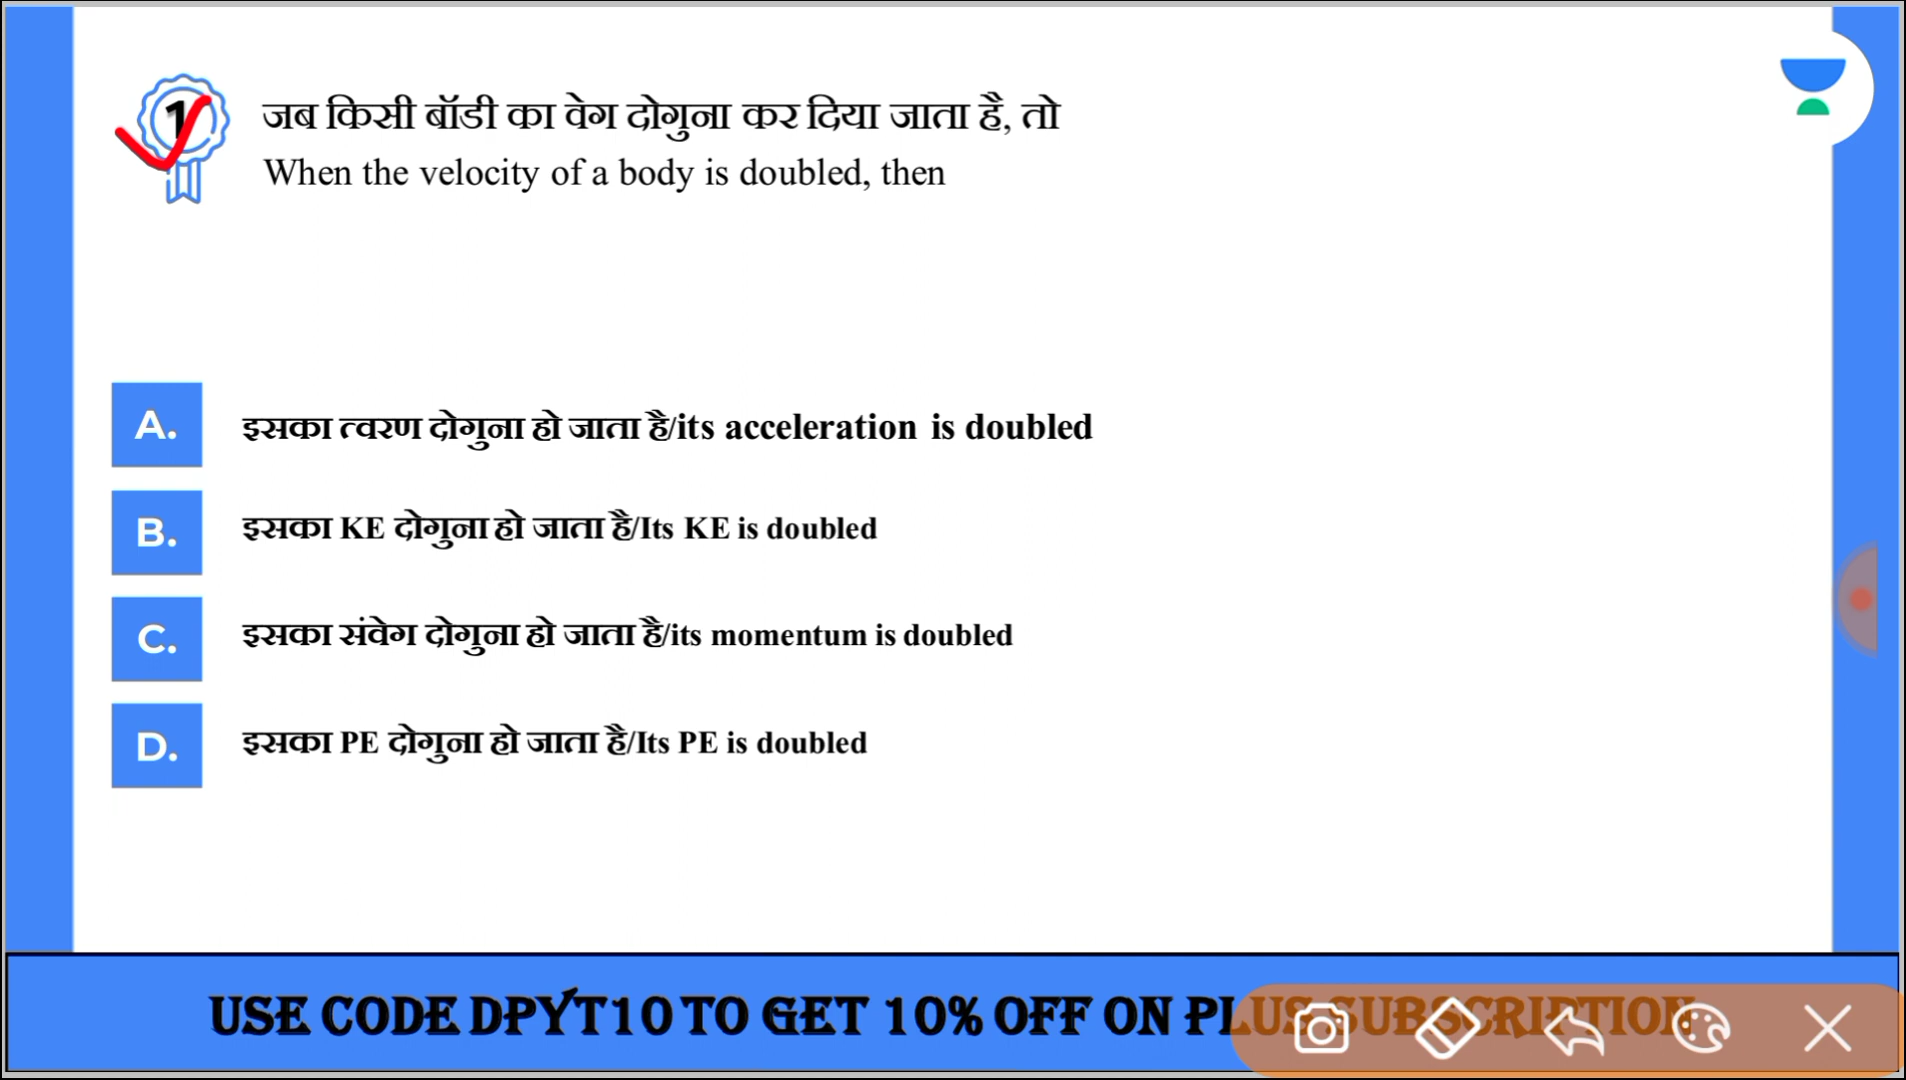 1
जब किसी बॉडी का वेग दोगुना कर दिया जाता है, तो
When the velocity of a body is doubled, then
A. इसका त्वरण दोगुना हो जाता है/its acceleration is doubled
B. इसका KE दोगुना हो जाता है/Its KE is doubled
C. इसका संवेग दोगुना हो जाता है/its momentum is doubled
D. इसका PE दोगुना हो जाता है/Its PE is doubled
USE CODE DPYT10 TO GET 10% OFF ON PLUS SUBSCRIPTION